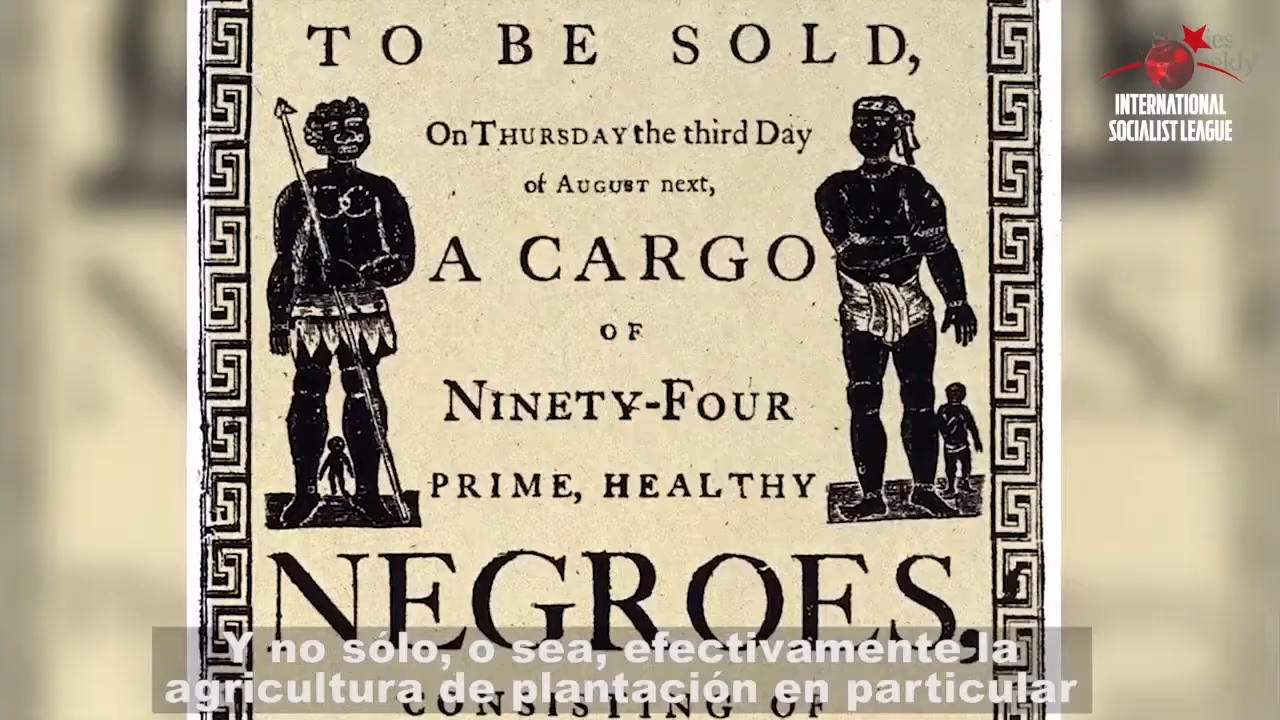 TO BE SOLD,
On THURSDAY the third Day
of AUGUST next,
A CARGO
OF
NINETY-FOUR
PRIME, HEALTHY
NEGROES,
CONSISTING OF
Y no sólo, o sea, efectivamente la
agricultura de plantación en particular
INTERNATIONAL
SOCIALIST LEAGUE